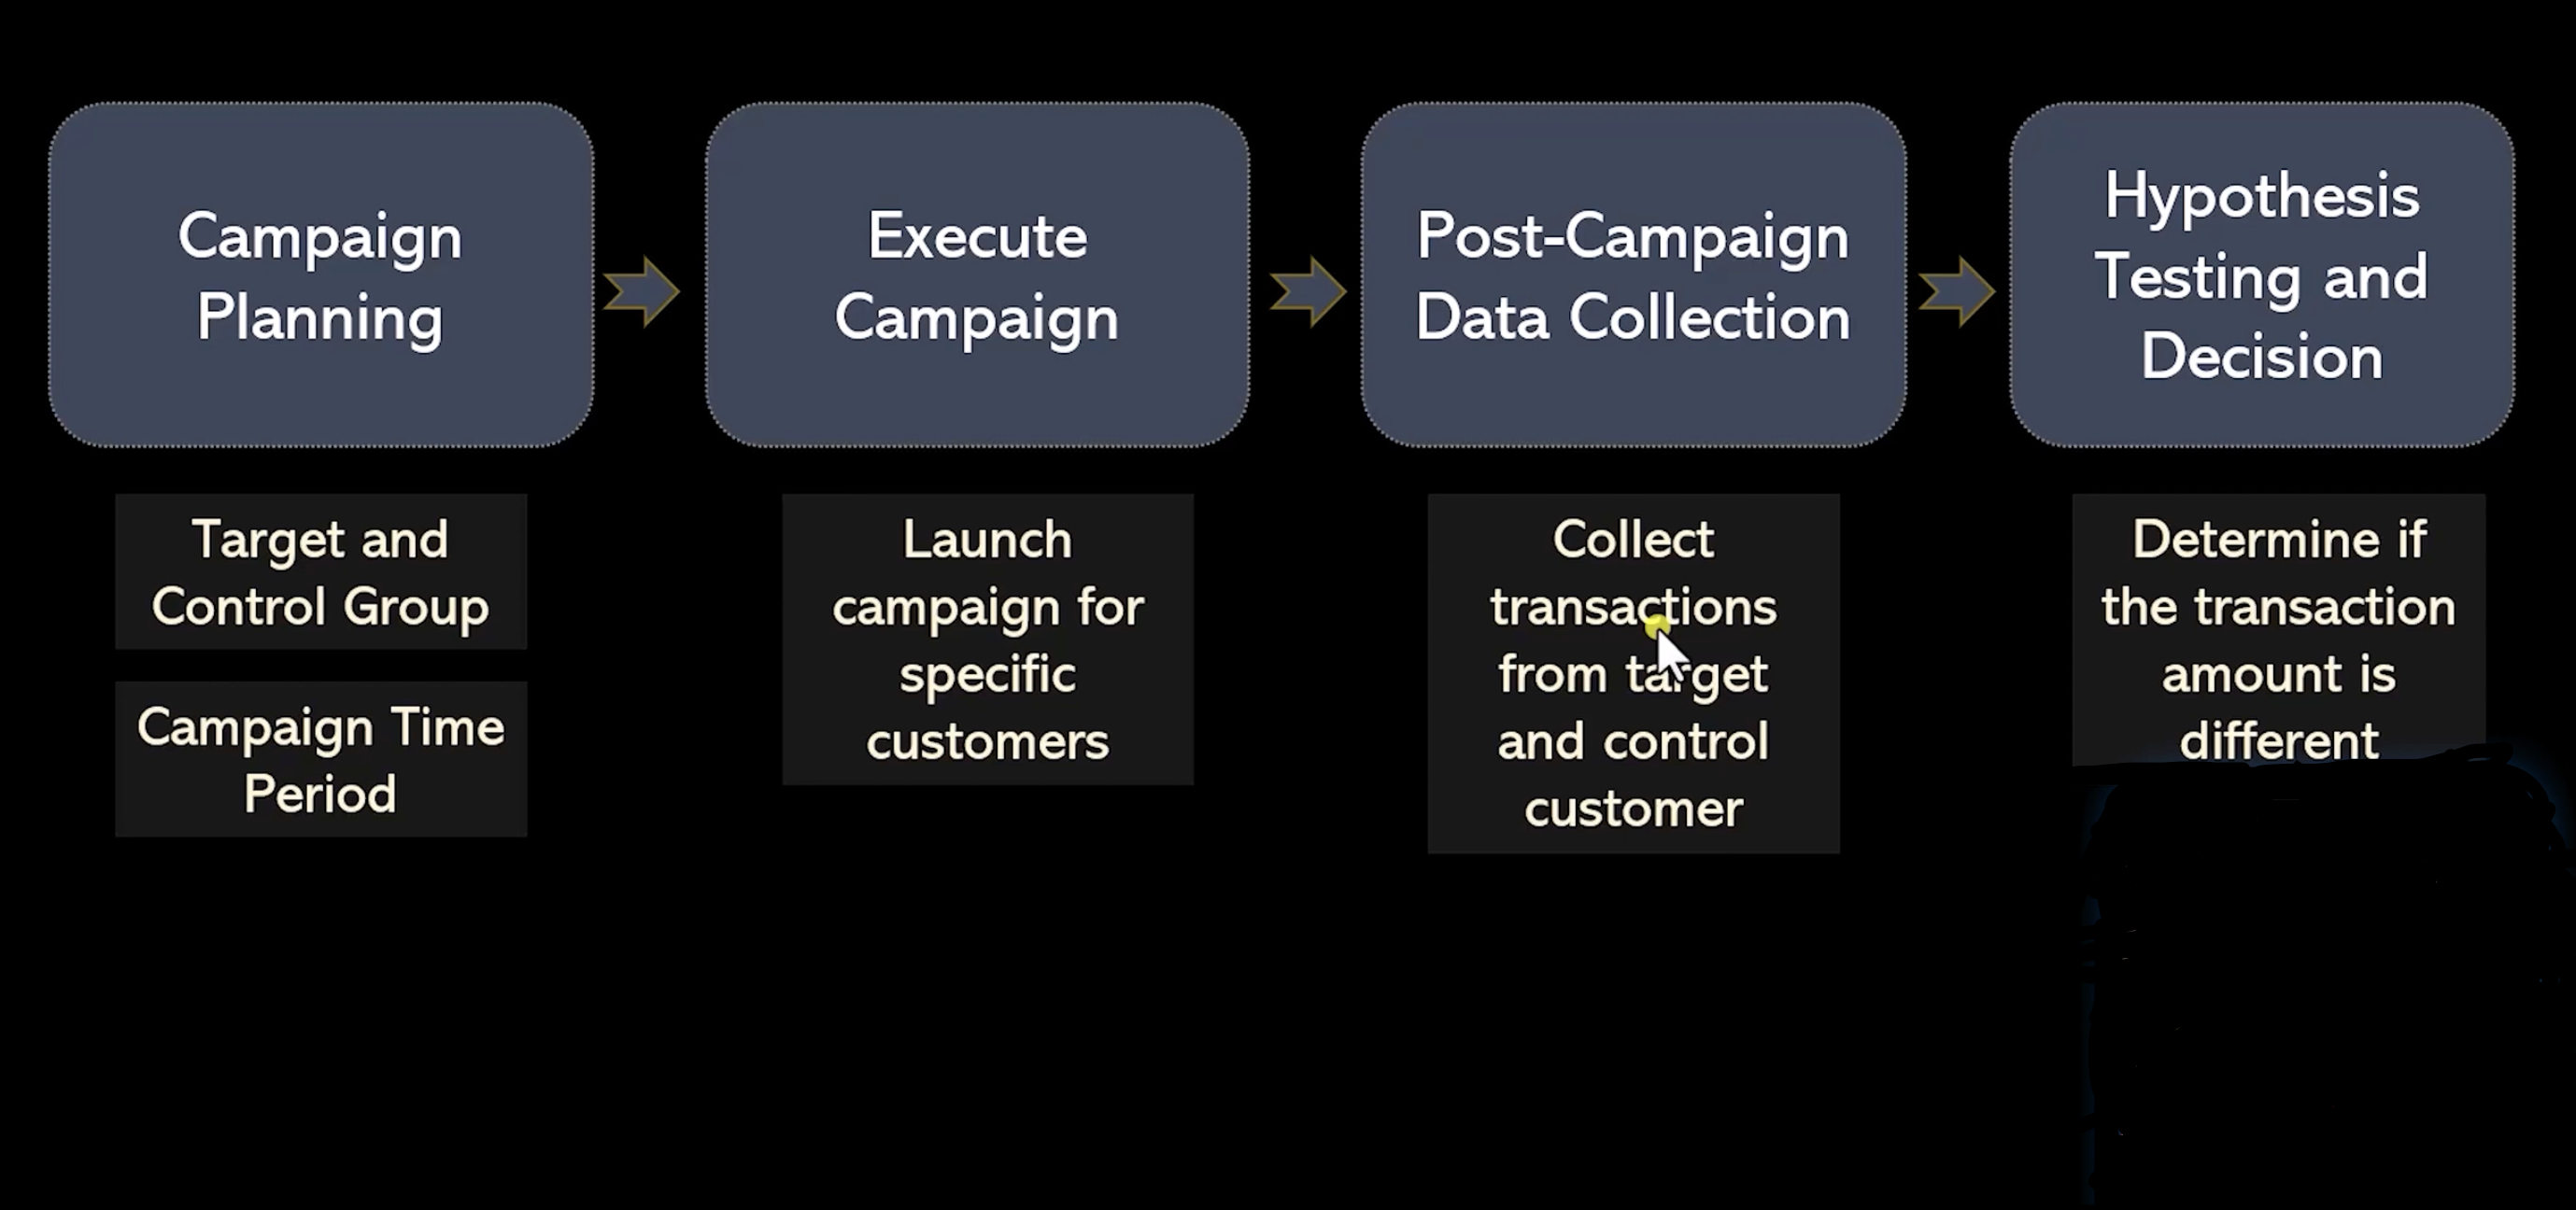 Campaign
Planning
Execute
Campaign
Post-Campaign
Data Collection
Hypothesis
Testing and
Decision
Target and
Control Group
Campaign Time
Period
Launch
campaign for
specific
customers
Collect
transactions
from target
and control
customer
Determine if
the transaction
amount is
different